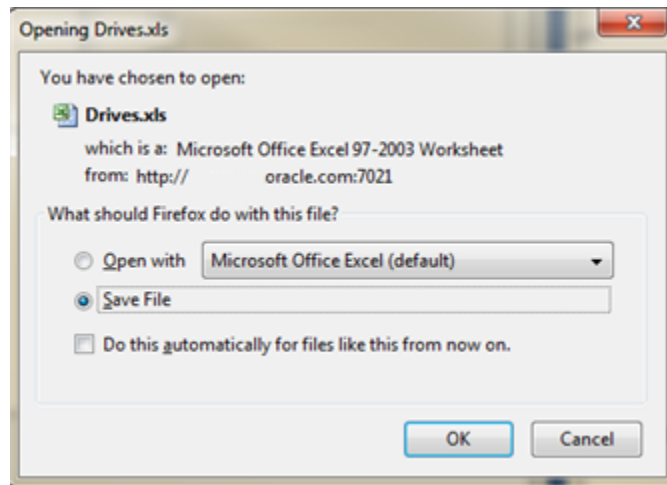 Opening Drives.xls
You have chosen to open:
Drives.xls
which is a: Microsoft Office Excel 97-2003 Worksheet
from: http:// oracle.com:7021
What should Firefox do with this file?
Open with Microsoft Office Excel (default)
Save File
Do this automatically for files like this from now on.
OK Cancel